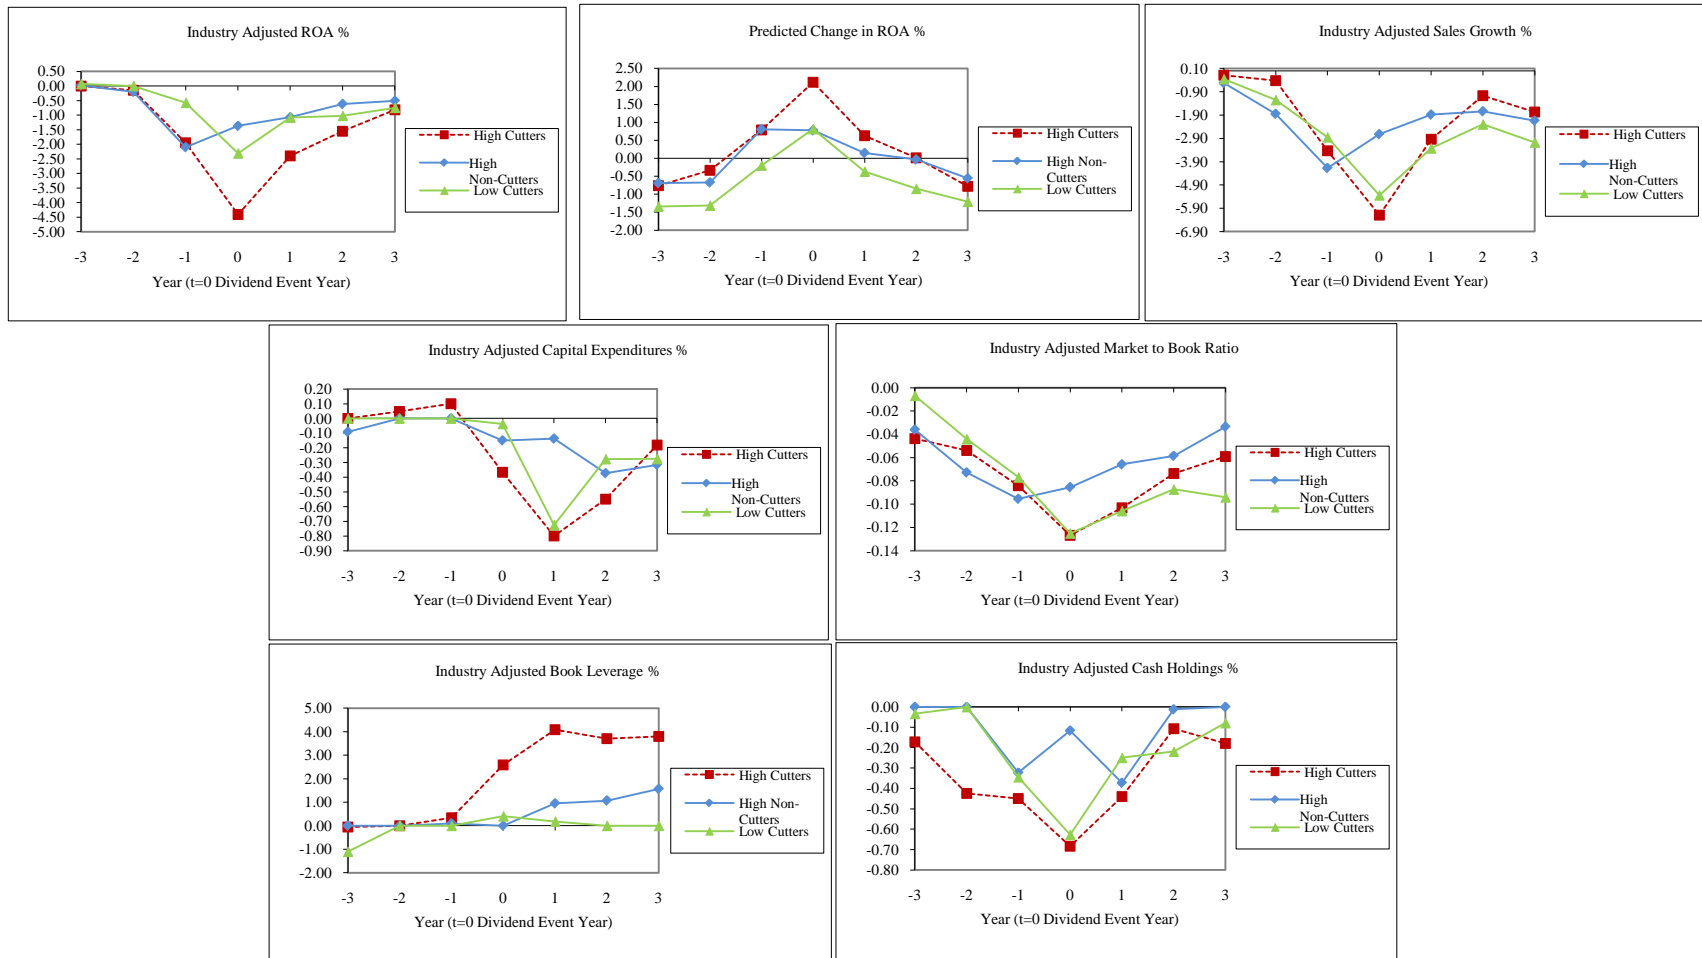 Industry Adjusted ROA %
0.50
0.00
-0.50
-1.00
-1.50
-2.00
-2.50
-3.00
-3.50
-4.00
-4.50
-5.00
-3 -2 -1 0 1 2 3
Year (t=0 Dividend Event Year)
High Cutters
High
Non-Cutters
Low Cutters
Predicted Change in ROA %
2.50
2.00
1.50
1.00
0.50
0.00
-0.50
-1.00
-1.50
-2.00
-3 -2 -1 0 1 2 3
Year (t=0 Dividend Event Year)
High Cutters
High Non-
Cutters
Low Cutters
Industry Adjusted Sales Growth %
0.10
-0.90
-1.90
-2.90
-3.90
-4.90
-5.90
-6.90
-3 -2 -1 0 1 2 3
Year (t=0 Dividend Event Year)
High Cutters
High
Non-Cutters
Low Cutters
Industry Adjusted Capital Expenditures %
0.20
0.10
0.00
-0.10
-0.20
-0.30
-0.40
-0.50
-0.60
-0.70
-0.80
-0.90
-3 -2 -1 0 1 2 3
Year (t=0 Dividend Event Year)
High Cutters
High
Non-Cutters
Low Cutters
Industry Adjusted Market to Book Ratio
0.00
-0.02
-0.04
-0.06
-0.08
-0.10
-0.12
-0.14
-3 -2 -1 0 1 2 3
Year (t=0 Dividend Event Year)
High Cutters
High
Non-Cutters
Low Cutters
Industry Adjusted Book Leverage %
5.00
4.00
3.00
2.00
1.00
0.00
-1.00
-2.00
-3 -2 -1 0 1 2 3
Year (t=0 Dividend Event Year)
High Cutters
High Non-
Cutters
Low Cutters
Industry Adjusted Cash Holdings %
0.00
-0.10
-0.20
-0.30
-0.40
-0.50
-0.60
-0.70
-0.80
-3 -2 -1 0 1 2 3
Year (t=0 Dividend Event Year)
High Cutters
High
Non-Cutters
Low Cutters